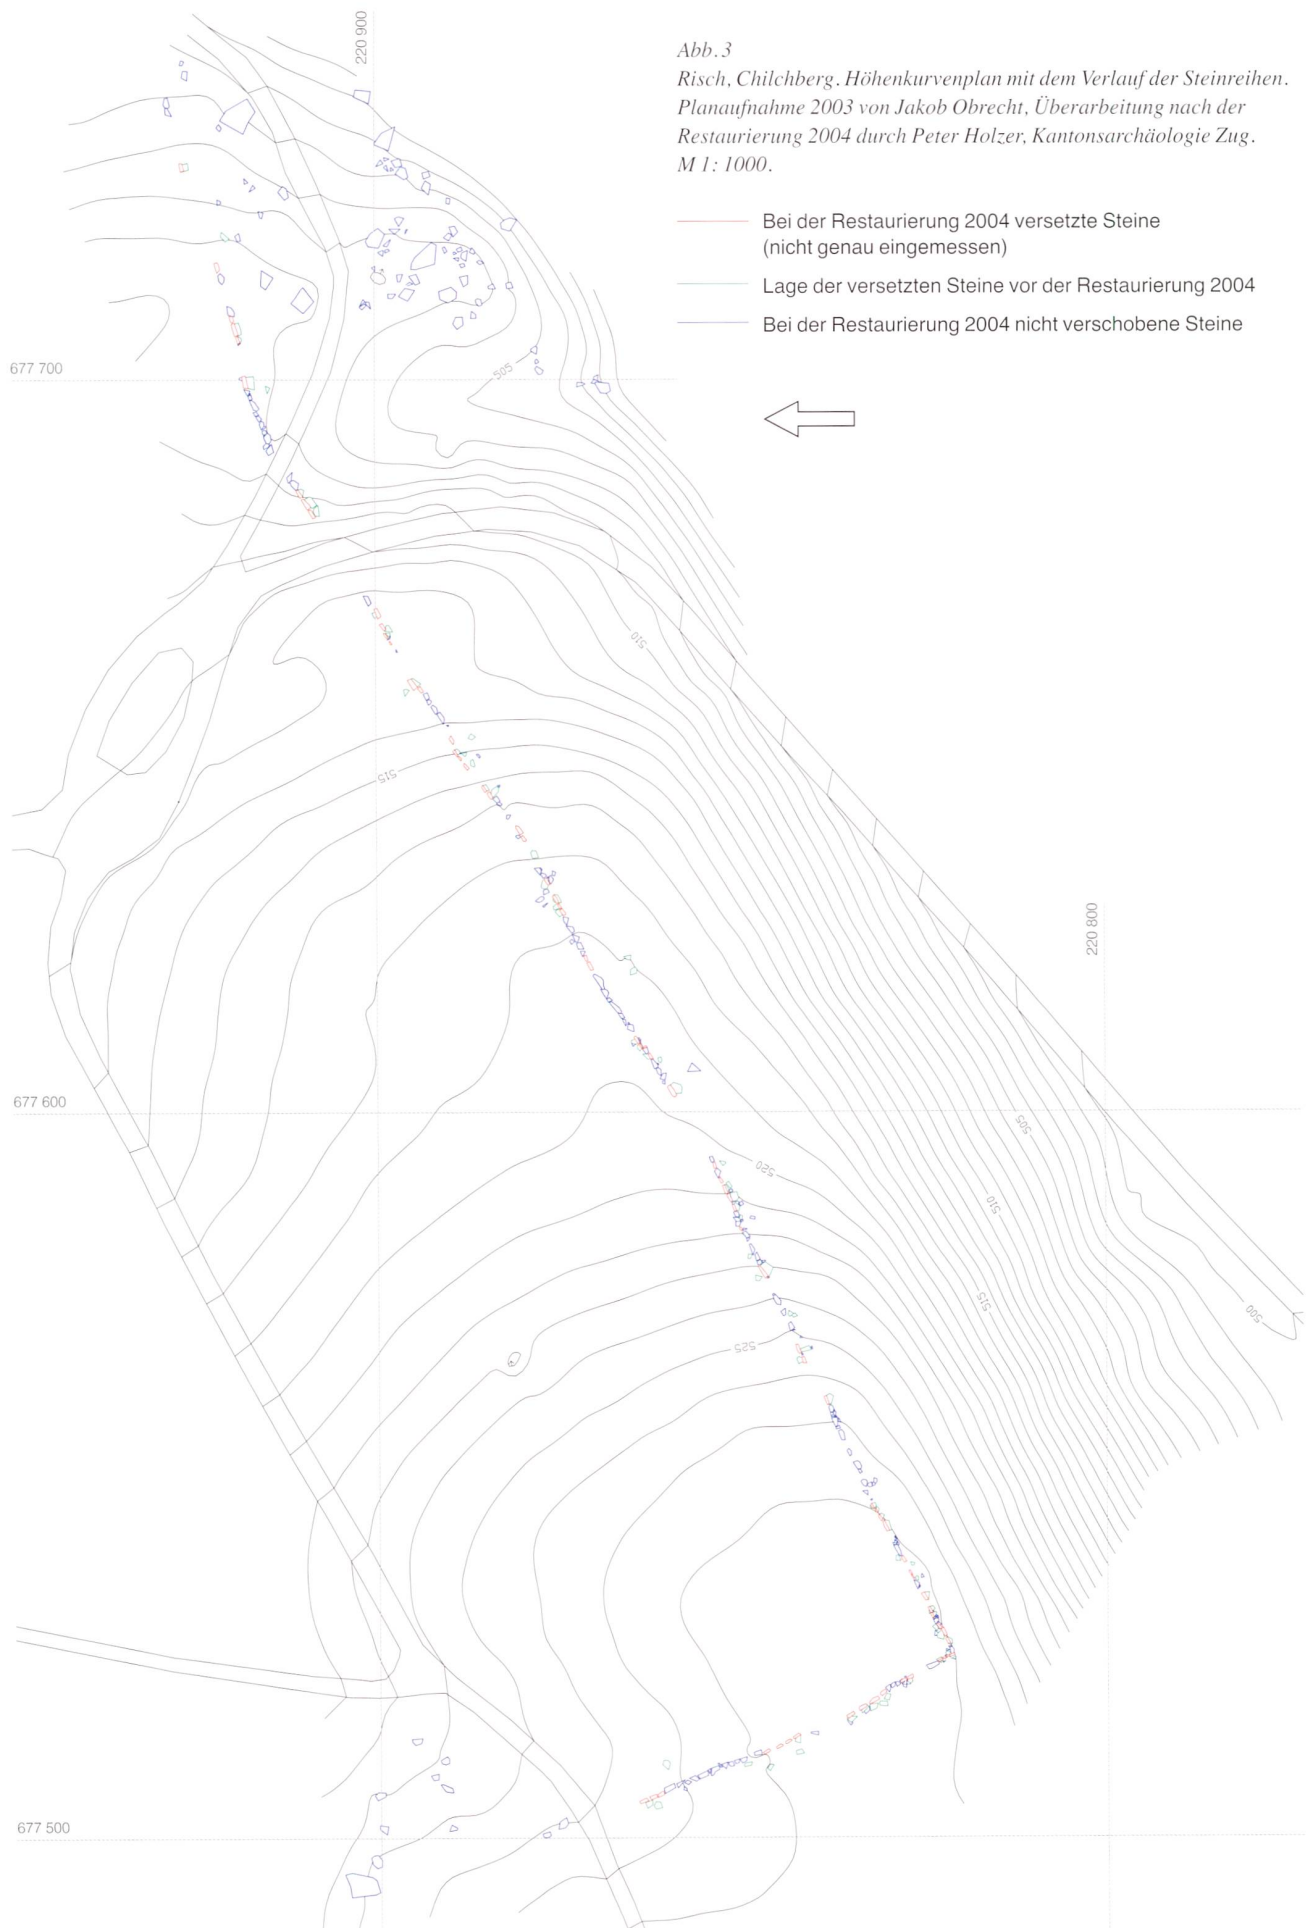 220 900
Abb. 3
Risch, Chilchberg. Höhenkurvenplan mit dem Verlauf der Steinreihen.
Planaufnahme 2003 von Jakob Obrecht, Überarbeitung nach der
Restaurierung 2004 durch Peter Holzer, Kantonsarchäologie Zug.
M 1: 1000.
Bei der Restaurierung 2004 versetzte Steine
(nicht genau eingemessen)
Lage der versetzten Steine vor der Restaurierung 2004
Bei der Restaurierung 2004 nicht verschobene Steine
677 700
505
510
515
220 800
677 600
505
520
510
515
500
525
677 500